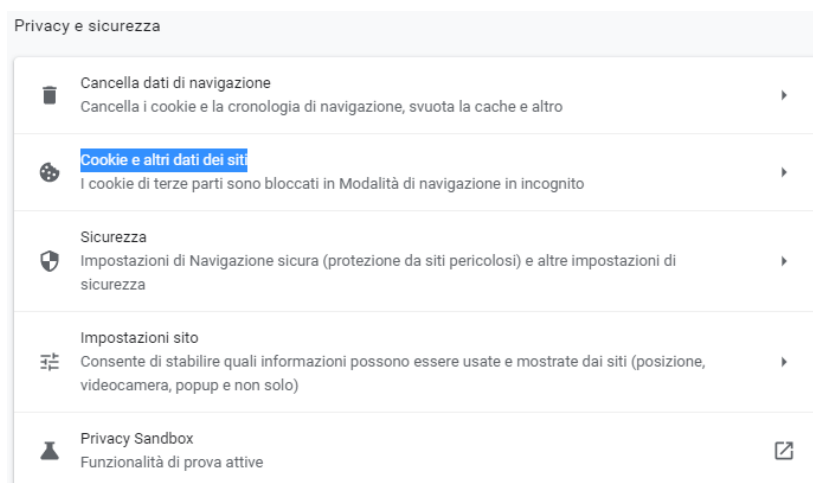 Privacy e sicurezza
Cancella dati di navigazione
Cancella i cookie e la cronologia di navigazione, svuota la cache e altro
Cookie e altri dati dei siti
I cookie di terze parti sono bloccati in Modalità di navigazione in incognito
Sicurezza
Impostazioni di Navigazione sicura (protezione da siti pericolosi) e altre impostazioni di
sicurezza
Impostazioni sito
Consente di stabilire quali informazioni possono essere usate e mostrate dai siti (posizione,
videocamera, popup e non solo)
Privacy Sandbox
Funzionalità di prova attive